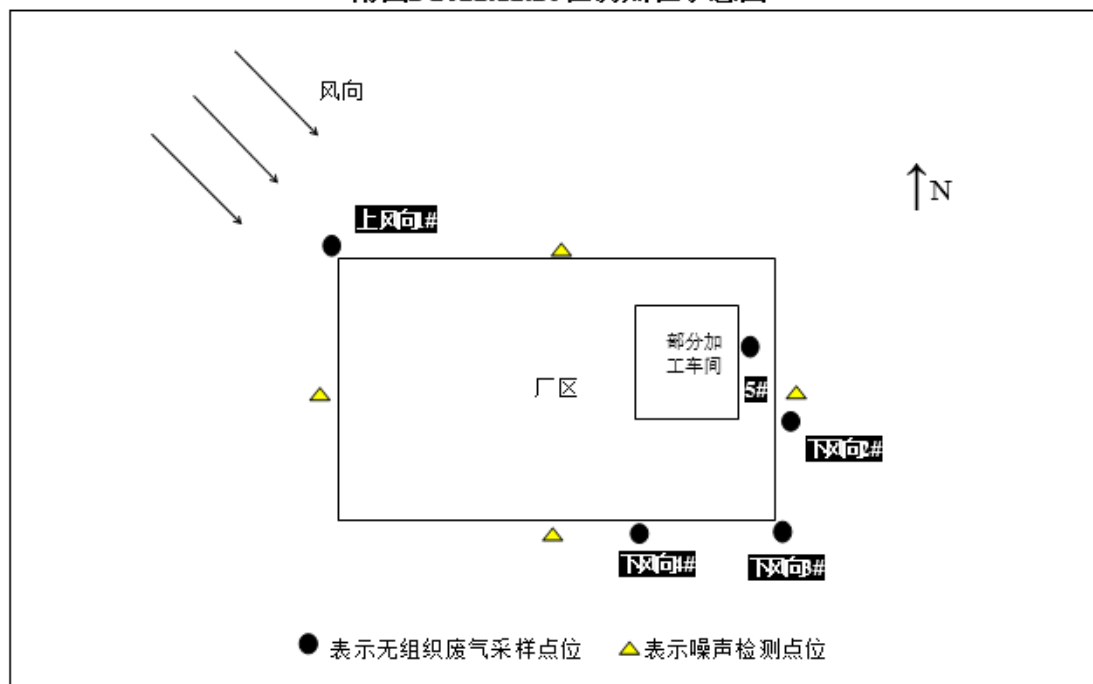 风向
N
上风向1#
部分加
工车间
厂区
5#
下风向2#
下风向4#
下风向3#
表示无组织废气采样点位
表示噪声检测点位